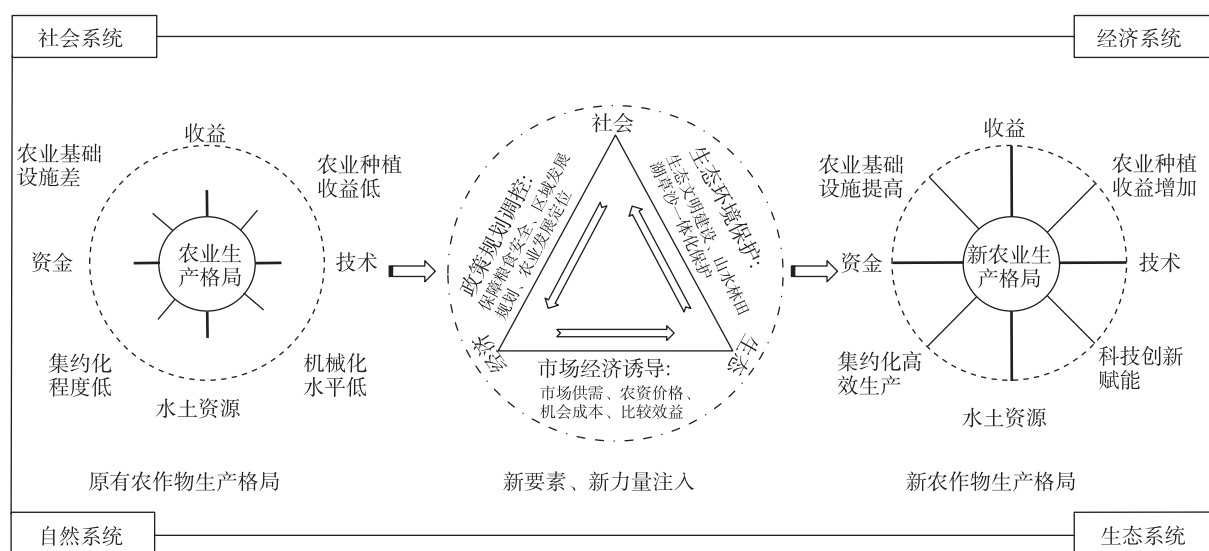 社会系统
经济系统
收益
农业基础
设施差
农业种植
收益低
资金
农业生
产格局
技术
集约化
程度低
机械化
水平低
水土资源
原有农作物生产格局
社会
政策规划调控:
保障粮食安全、区域发展
规划、农业发展定位
生态环境保护:
生态文明建设、山水林田
湖草沙一体化保护
经济
生态
市场经济诱导:
市场供需、农资价格、
机会成本、比较效益
新要素、新力量注入
收益
农业基础
设施提高
农业种植
收益增加
资金
新农业生
产格局
技术
集约化高
效生产
科技创新
赋能
水土资源
新农作物生产格局
自然系统
生态系统